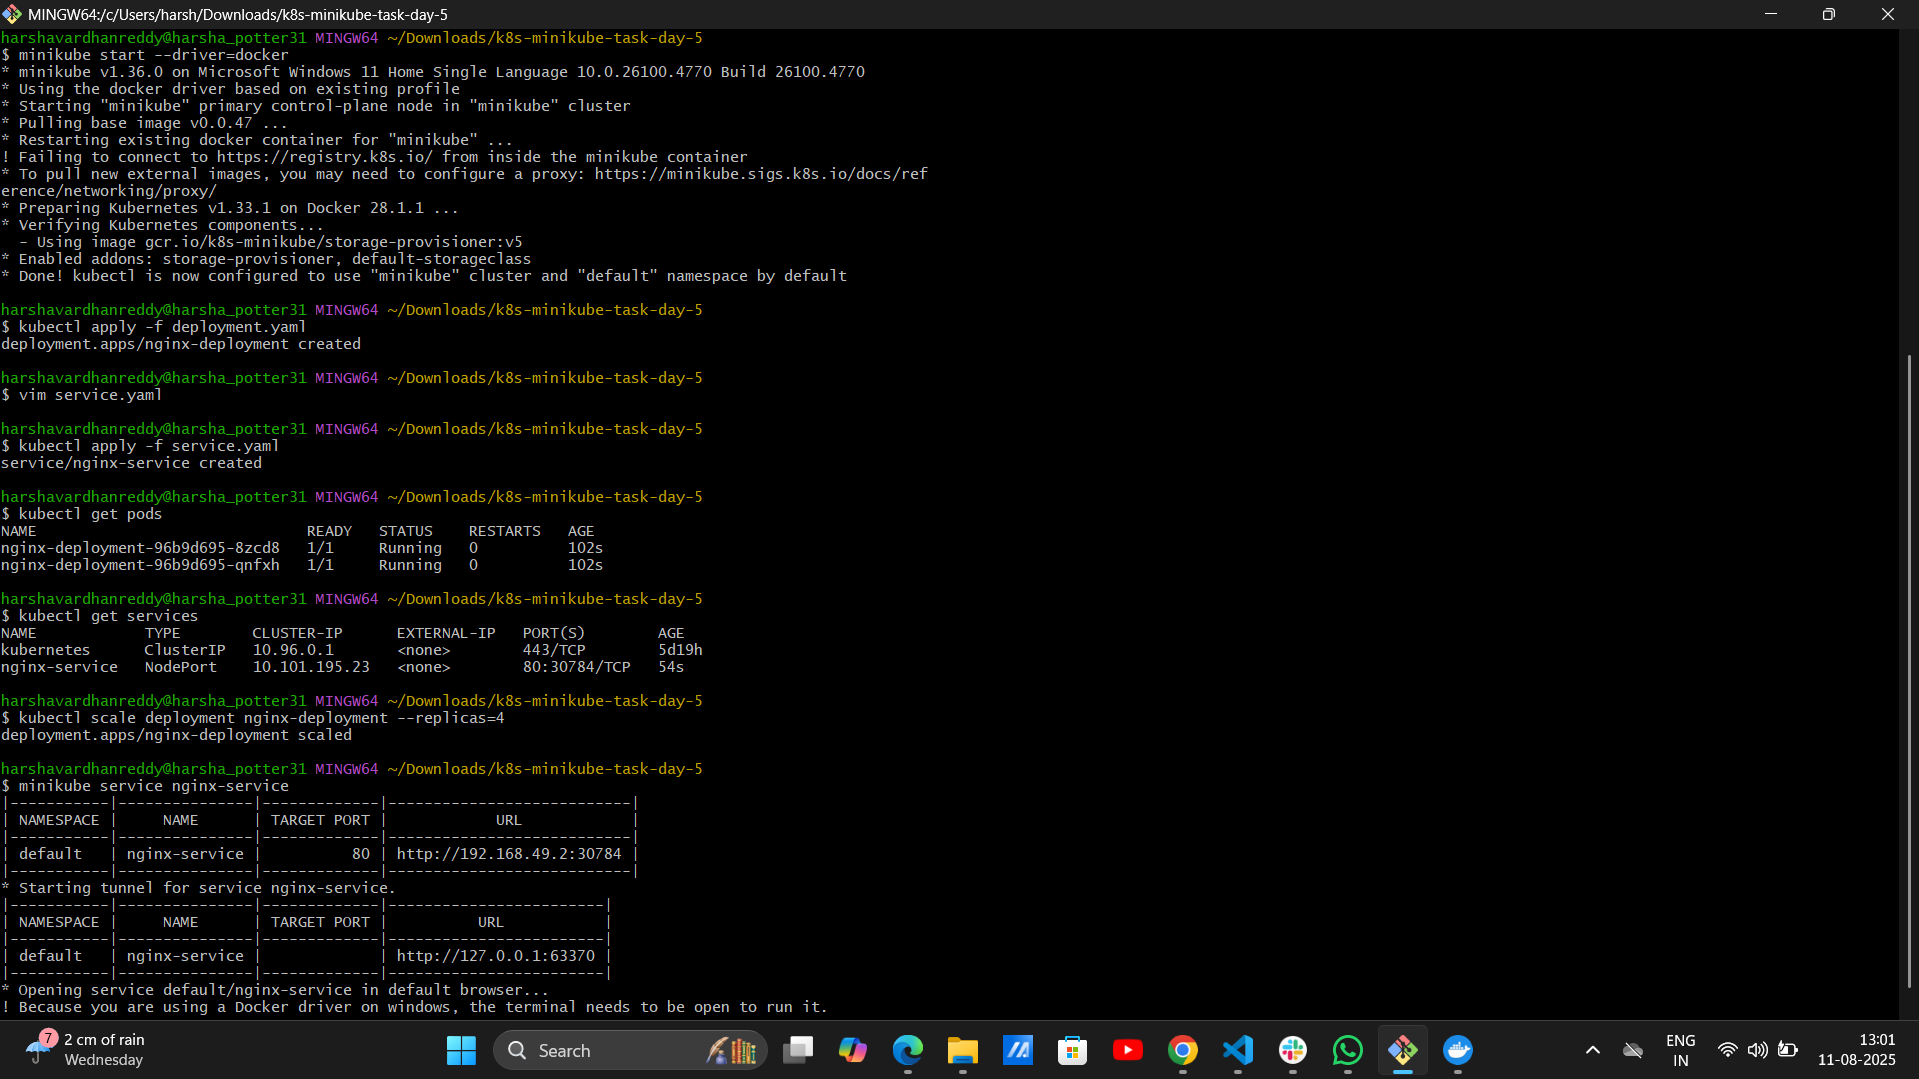 MINGW64:/c/Users/harsh/Downloads/k8s-minikube-task-day-5
harshavardhanreddy@harsha_potter31 MINGW64 ~/Downloads/k8s-minikube-task-day-5
$ minikube start --driver=docker
* minikube v1.36.0 on Microsoft Windows 11 Home Single Language 10.0.26100.4770 Build 26100.4770
* Using the docker driver based on existing profile
* Starting "minikube" primary control-plane node in "minikube" cluster
* Pulling base image v0.0.47 ...
* Restarting existing docker container for "minikube" ...
! Failing to connect to https://registry.k8s.io/ from inside the minikube container
* To pull new external images, you may need to configure a proxy: https://minikube.sigs.k8s.io/docs/ref
erence/networking/proxy/
* Preparing Kubernetes v1.33.1 on Docker 28.1.1 ...
* Verifying Kubernetes components...
  - Using image gcr.io/k8s-minikube/storage-provisioner:v5
* Enabled addons: storage-provisioner, default-storageclass
* Done! kubectl is now configured to use "minikube" cluster and "default" namespace by default
harshavardhanreddy@harsha_potter31 MINGW64 ~/Downloads/k8s-minikube-task-day-5
$ kubectl apply -f deployment.yaml
deployment.apps/nginx-deployment created
harshavardhanreddy@harsha_potter31 MINGW64 ~/Downloads/k8s-minikube-task-day-5
$ vim service.yaml
harshavardhanreddy@harsha_potter31 MINGW64 ~/Downloads/k8s-minikube-task-day-5
$ kubectl apply -f service.yaml
service/nginx-service created
harshavardhanreddy@harsha_potter31 MINGW64 ~/Downloads/k8s-minikube-task-day-5
$ kubectl get pods
NAME                              READY   STATUS    RESTARTS   AGE
nginx-deployment-96b9d695-8zcd8   1/1     Running   0          102s
nginx-deployment-96b9d695-qnfxh   1/1     Running   0          102s
harshavardhanreddy@harsha_potter31 MINGW64 ~/Downloads/k8s-minikube-task-day-5
$ kubectl get services
NAME            TYPE        CLUSTER-IP      EXTERNAL-IP   PORT(S)        AGE
kubernetes      ClusterIP   10.96.0.1       <none>        443/TCP        5d19h
nginx-service   NodePort    10.101.195.23   <none>        80:30784/TCP   54s
harshavardhanreddy@harsha_potter31 MINGW64 ~/Downloads/k8s-minikube-task-day-5
$ kubectl scale deployment nginx-deployment --replicas=4
deployment.apps/nginx-deployment scaled
harshavardhanreddy@harsha_potter31 MINGW64 ~/Downloads/k8s-minikube-task-day-5
$ minikube service nginx-service
|-----------|---------------|-------------|---------------------------|
| NAMESPACE |     NAME      | TARGET PORT |            URL            |
|-----------|---------------|-------------|---------------------------|
| default   | nginx-service |          80 | http://192.168.49.2:30784 |
|-----------|---------------|-------------|---------------------------|
* Starting tunnel for service nginx-service.
|-----------|---------------|-------------|------------------------|
| NAMESPACE |     NAME      | TARGET PORT |          URL           |
|-----------|---------------|-------------|------------------------|
| default   | nginx-service |             | http://127.0.0.1:63370 |
|-----------|---------------|-------------|------------------------|
* Opening service default/nginx-service in default browser...
! Because you are using a Docker driver on windows, the terminal needs to be open to run it.
7
2 cm of rain
Wednesday
Search
ENG
IN
13:01
11-08-2025